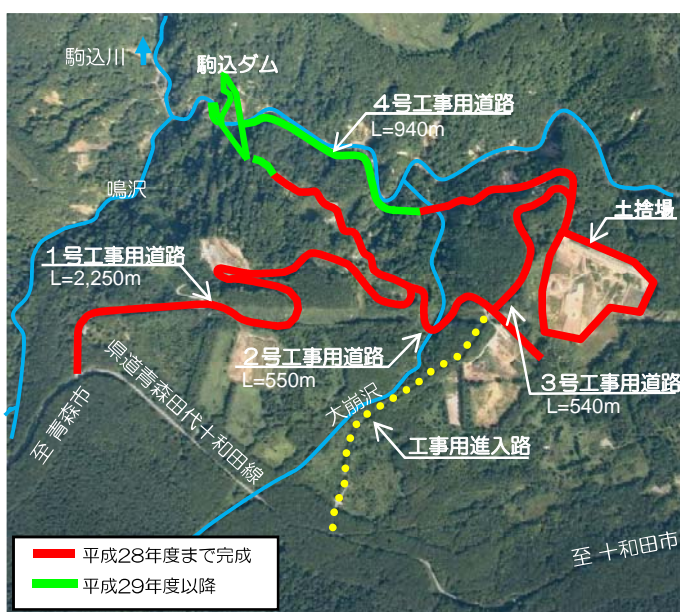 駒込川
駒込ダム
4号工事用道路
L=940m
鳴沢
土捨場
1号工事用道路
L=2,250m
2号工事用道路
L=550m
3号工事用道路
L=540m
県道青森田代十和田線
大崩沢
至 青森市
工事用進入路
至 十和田市
平成28年度まで完成
平成29年度以降